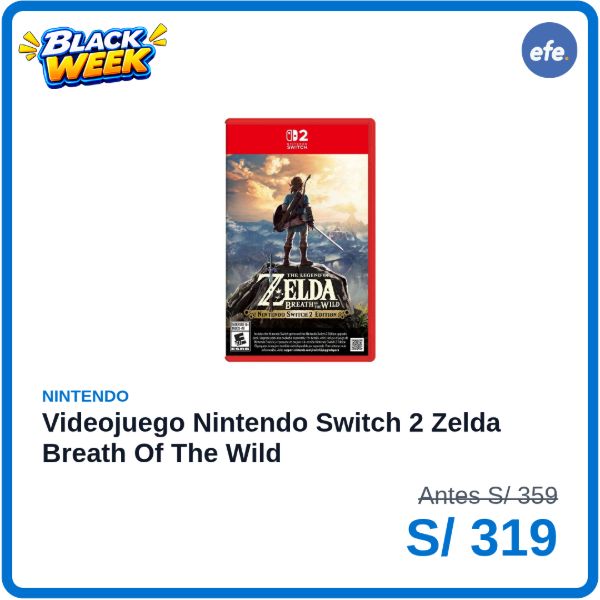 BLACK
WEEK
efe.
2
NINTENDO
SWITCH
THE LEGEND OF
ZELDA
BREATH OF THE WILD
NINTENDO SWITCH 2 EDITION
E
NINTENDO
Videojuego Nintendo Switch 2 Zelda
Breath Of The Wild
Antes S/ 359
S/ 319